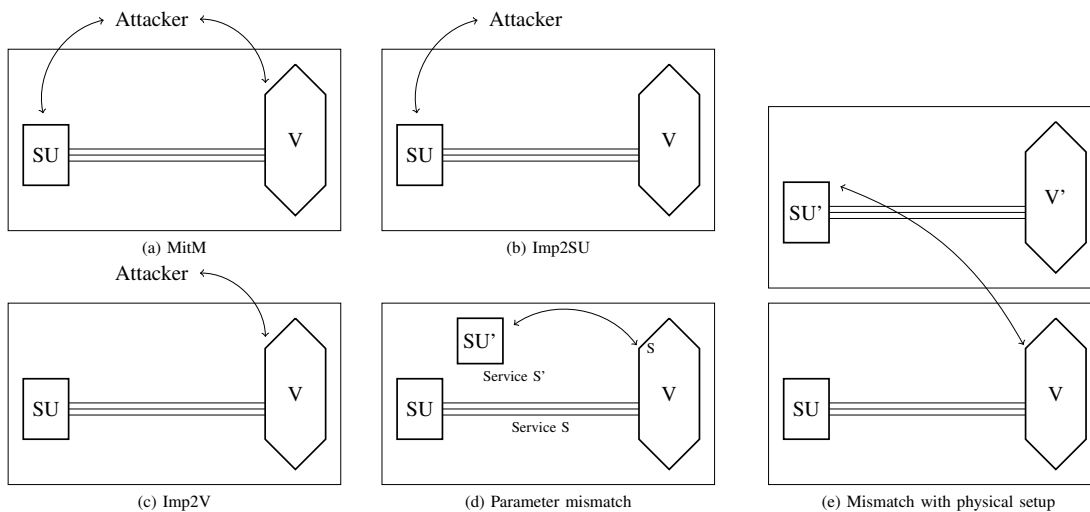 Attacker
SU
V
(a) MitM
Attacker
SU
V
(b) Imp2SU
Attacker
SU
V
(c) Imp2V
SU'
S
Service S'
SU
V
Service S
(d) Parameter mismatch
SU'
V'
SU
V
(e) Mismatch with physical setup